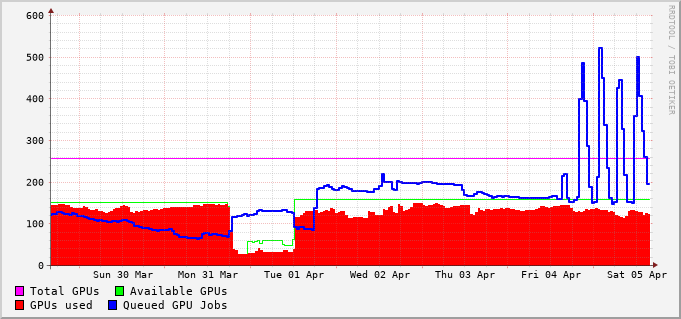 600
500
400
300
200
100
0
Sun 30 Mar Mon 31 Mar Tue 01 Apr Wed 02 Apr Thu 03 Apr Fri 04 Apr Sat 05 Apr
Total GPUs Available GPUs
GPUs used Queued GPU Jobs
RRDTOOL / TOBI OETIKER